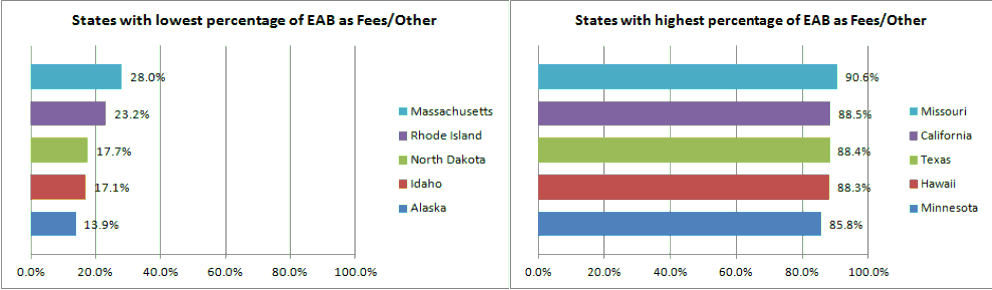 States with lowest percentage of EAB as Fees/Other
28.0%
23.2%
17.7%
17.1%
13.9%
Massachusetts
Rhode Island
North Dakota
Idaho
Alaska
0.0% 20.0% 40.0% 60.0% 80.0% 100.0%
States with highest percentage of EAB as Fees/Other
90.6%
88.5%
88.4%
88.3%
85.8%
Missouri
California
Texas
Hawaii
Minnesota
0.0% 20.0% 40.0% 60.0% 80.0% 100.0%